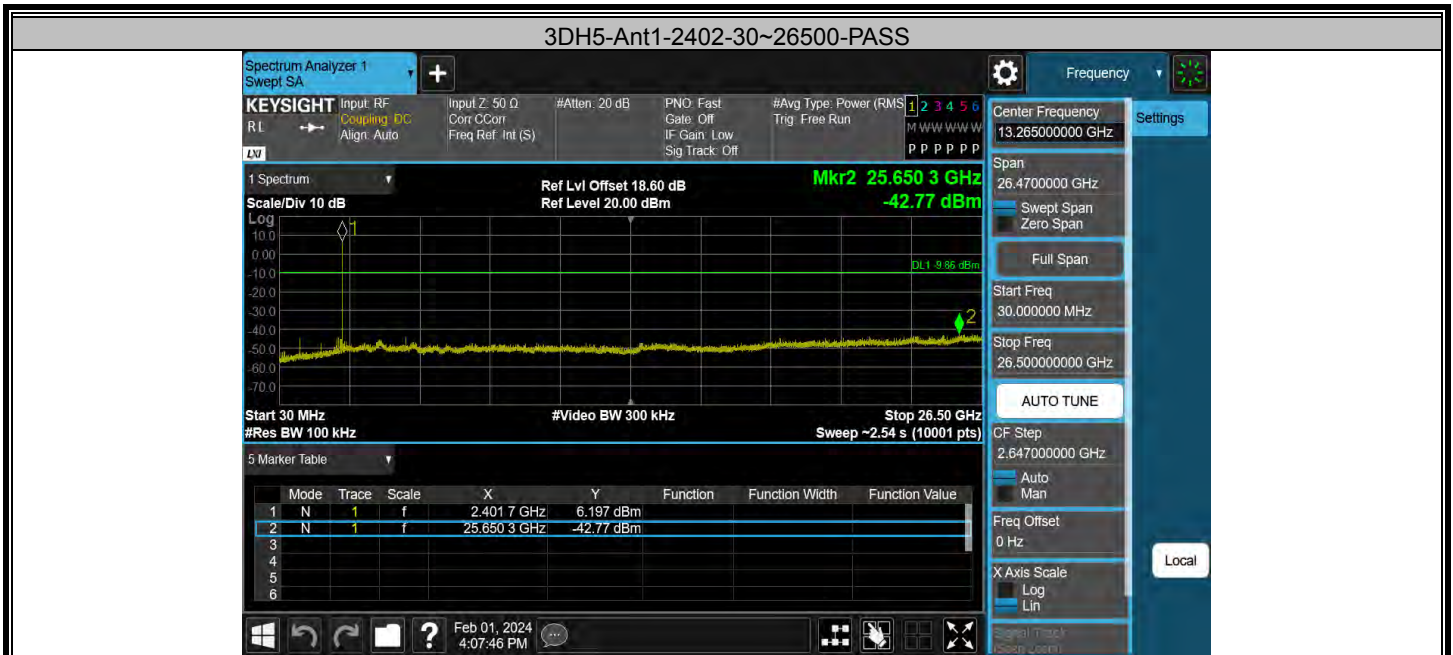 3DH5-Ant1-2402-30~26500-PASS
Spectrum Analyzer 1
Swept SA
+
Frequency
KEYSIGHT
RL
LXI
Input: RF
Coupling: DC
Align: Auto
Input Z: 50 Ω
Corr CCorr
Freq Ref: Int (S)
#Atten: 20 dB
PNO: Fast
Gate: Off
IF Gain: Low
Sig Track: Off
#Avg Type: Power (RMS
Trig: Free Run
1 2 3 4 5 6
M W W W W W
P P P P P P
1 Spectrum
Scale/Div 10 dB
Ref Lvl Offset 18.60 dB
Ref Level 20.00 dBm
Mkr2 25.650 3 GHz
-42.77 dBm
Log
10.0
0.00
-10.0
-20.0
-30.0
-40.0
-50.0
-60.0
-70.0
1
DL1 -9.86 dBm
2
Start 30 MHz
#Res BW 100 kHz
#Video BW 300 kHz
Stop 26.50 GHz
Sweep ~2.54 s (10001 pts)
5 Marker Table
Mode Trace Scale X Y Function Function Width Function Value
1 N 1 f 2.401 7 GHz 6.197 dBm
2 N 1 f 25.650 3 GHz -42.77 dBm
3
4
5
6
Feb 01, 2024
4:07:46 PM
?
Center Frequency
13.265000000 GHz
Span
26.4700000 GHz
Swept Span
Zero Span
Full Span
Start Freq
30.000000 MHz
Stop Freq
26.500000000 GHz
AUTO TUNE
CF Step
2.647000000 GHz
Auto
Man
Freq Offset
0 Hz
X Axis Scale
Log
Lin
Signal Track
(Span Zoom)
Settings
Local